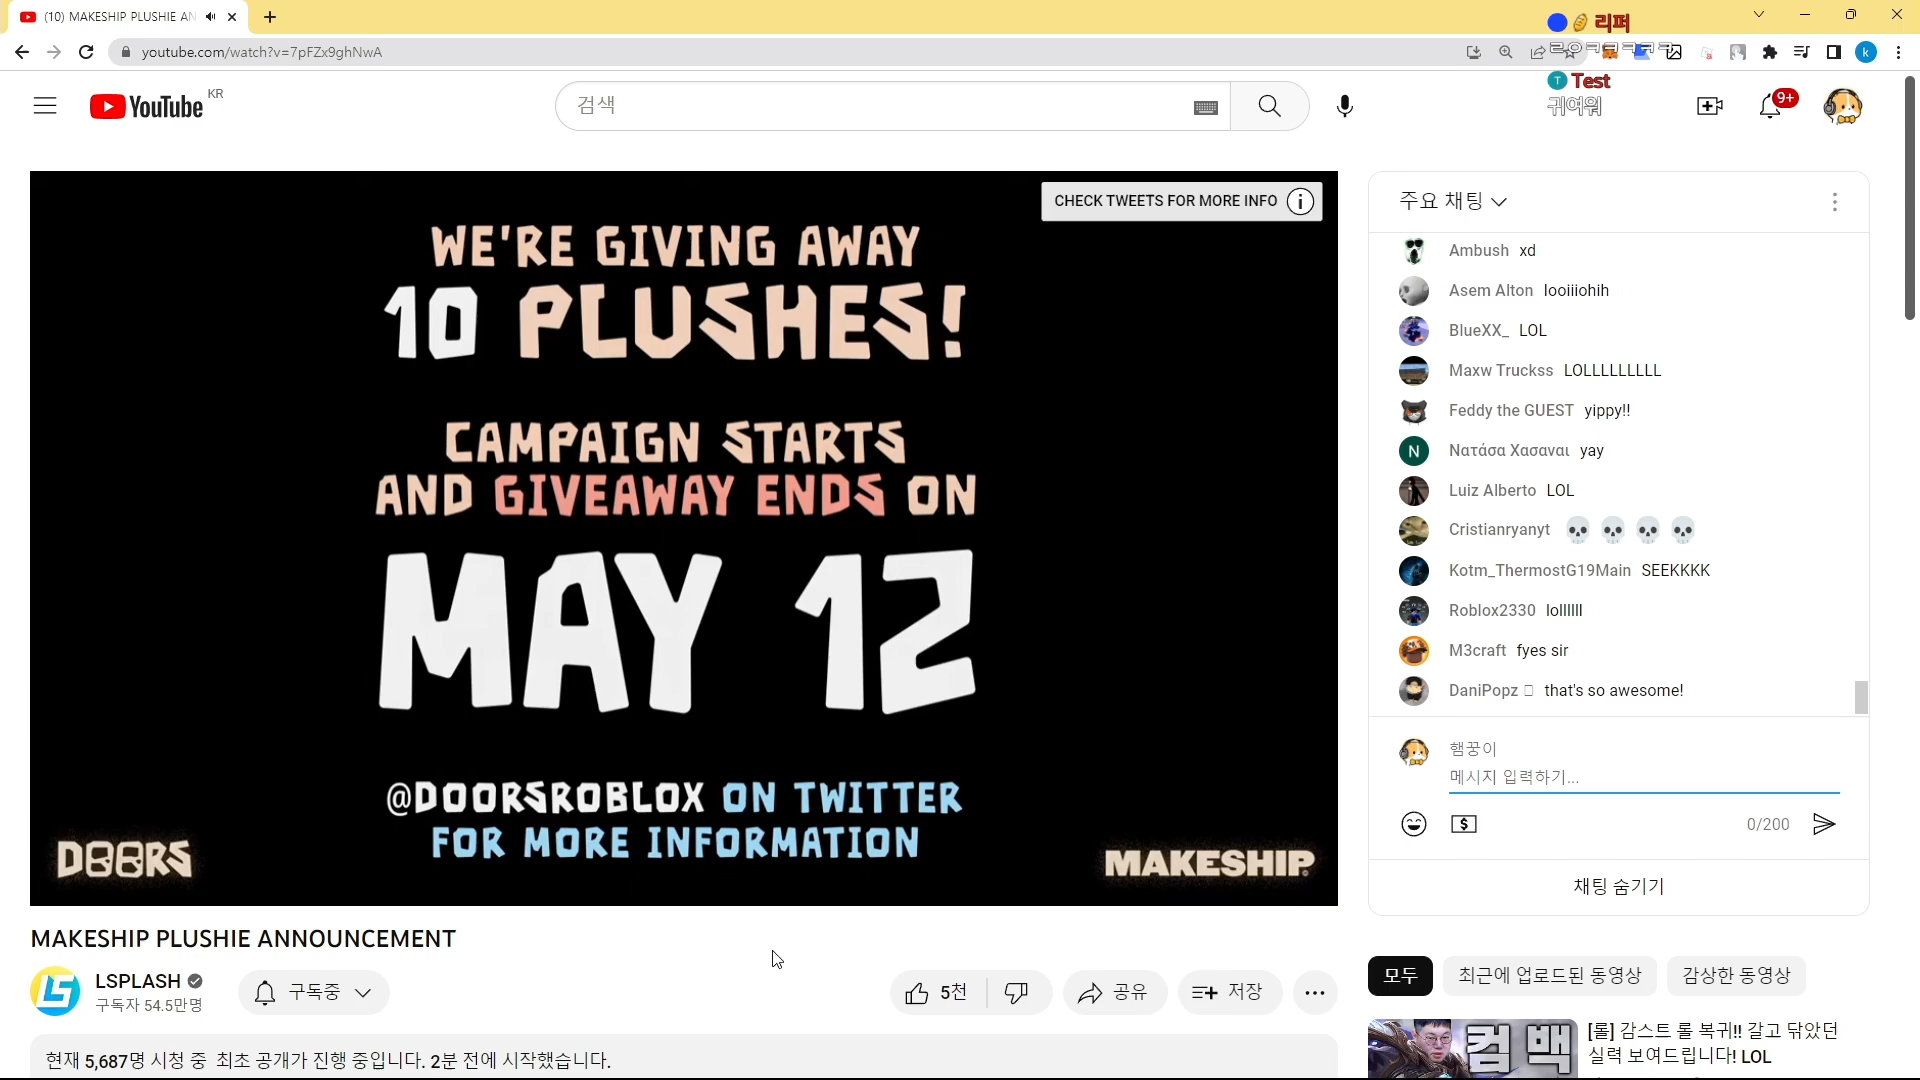 (10) MAKESHIP PLUSHIE AN
리퍼
youtube.com/watch?v=7pFZx9ghNwA
k
T Test
귀여워
YouTube KR
검색
9+
CHECK TWEETS FOR MORE INFO
WE'RE GIVING AWAY
10 PLUSHES!
CAMPAIGN STARTS
AND GIVEAWAY ENDS ON
MAY 12
@DOORSROBLOX ON TWITTER
FOR MORE INFORMATION
DOORS
MAKESHIP
주요 채팅
Ambush xd
Asem Alton looiiiohih
BlueXX_ LOL
Maxw Truckss LOLLLLLLLLL
Feddy the GUEST yippy!!
N Νατάσα Χασαναι yay
Luiz Alberto LOL
Cristianryanyt 💀 💀 💀 💀
Kotm_ThermostG19Main SEEKKKK
Roblox2330 lollllll
M3craft fyes sir
DaniPopz that's so awesome!
햄꿍이
메시지 입력하기...
0/200
채팅 숨기기
MAKESHIP PLUSHIE ANNOUNCEMENT
LS
LSPLASH
구독자 54.5만명
구독중
5천
공유
저장
현재 5,687명 시청 중 최초 공개가 진행 중입니다. 2분 전에 시작했습니다.
모두
최근에 업로드된 동영상
감상한 동영상
컴백
[롤] 감스트 롤 복귀!! 갈고 닦았던
실력 보여드립니다! LOL